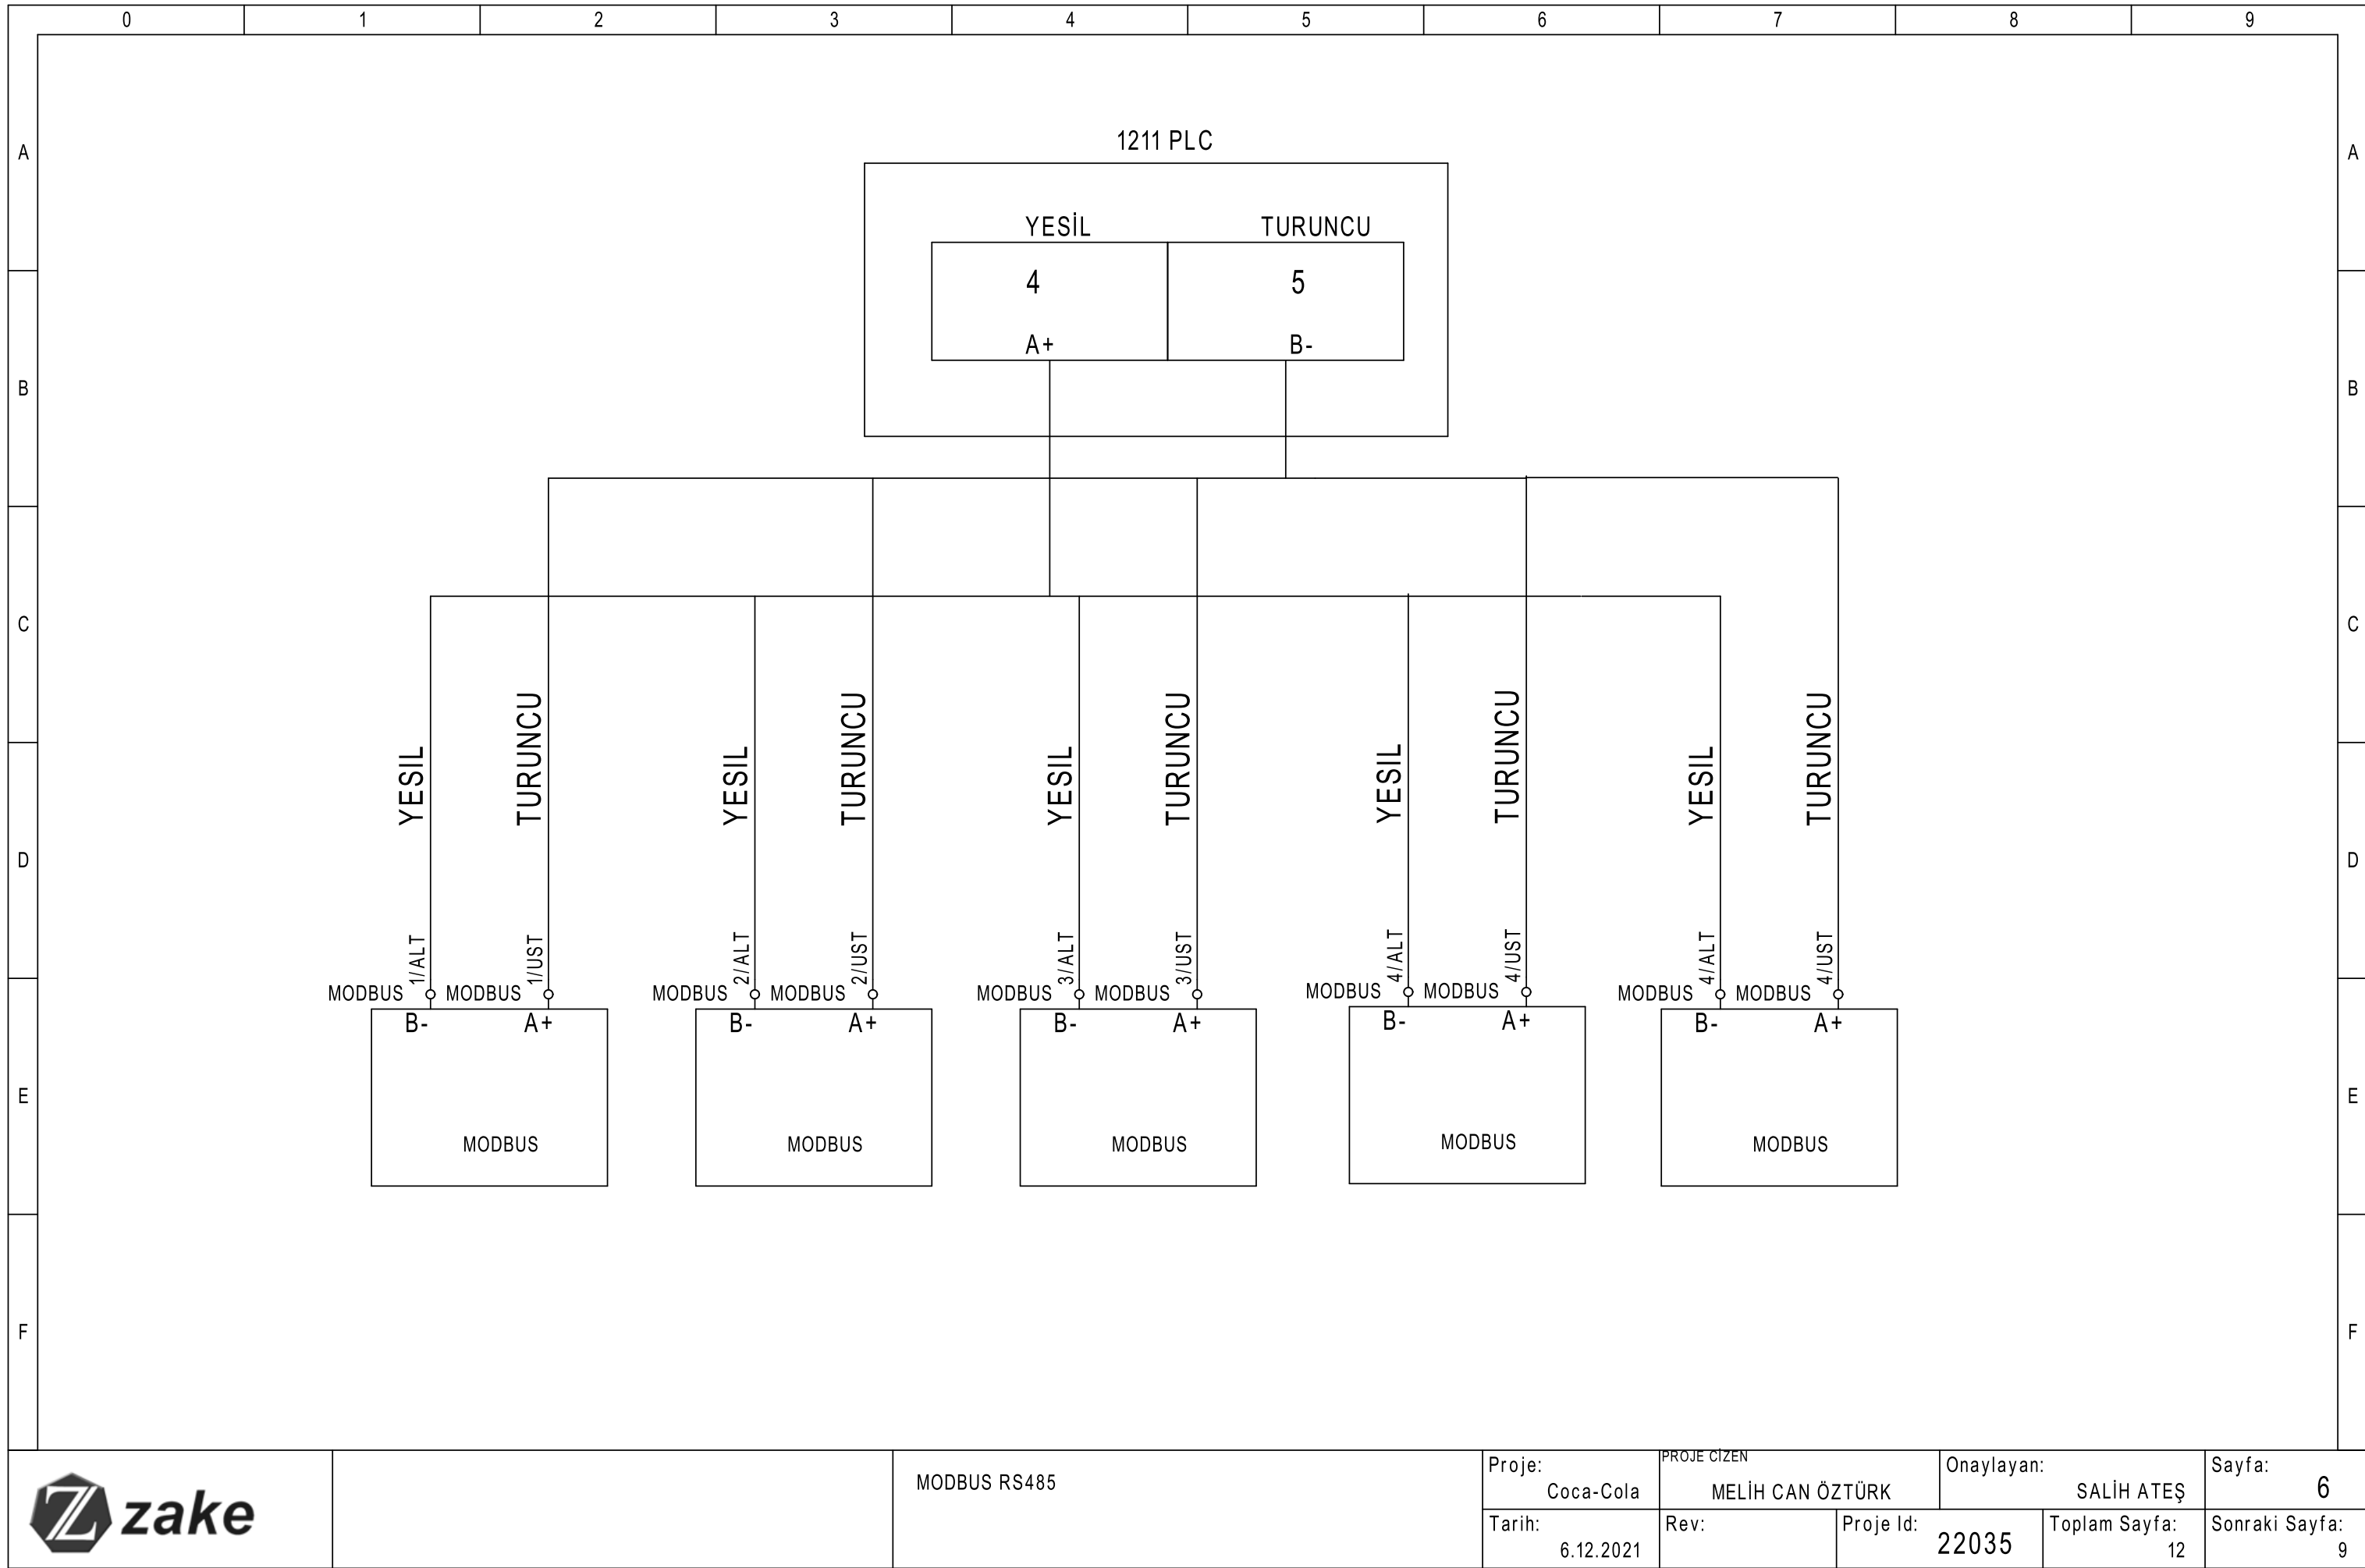 0 1 2 3 4 5 6 7 8 9
A A
B B
C C
D D
E E
F F
1211 PLC
YESİL TURUNCU
4 5
A+ B-
YESIL TURUNCU YESIL TURUNCU YESIL TURUNCU YESIL TURUNCU YESIL TURUNCU
1/ALT 1/UST 2/ALT 2/UST 3/ALT 3/UST 4/ALT 4/UST 4/ALT 4/UST
MODBUS MODBUS MODBUS MODBUS MODBUS MODBUS MODBUS MODBUS MODBUS MODBUS
B- A+ B- A+ B- A+ B- A+ B- A+
MODBUS MODBUS MODBUS MODBUS MODBUS
Z zake
MODBUS RS485
Proje:
Coca-Cola
PROJE CİZEN
MELİH CAN ÖZTÜRK
Onaylayan:
SALİH ATEŞ
Sayfa:
6
Tarih:
6.12.2021
Rev:
Proje Id:
22035
Toplam Sayfa:
12
Sonraki Sayfa:
9